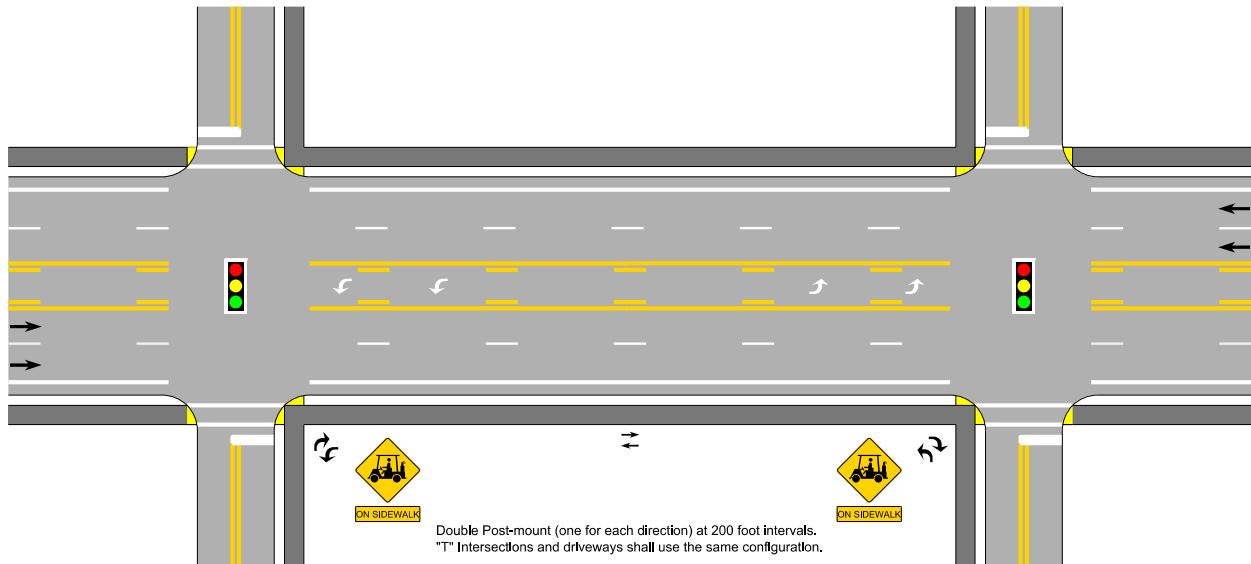 ON SIDEWALK
ON SIDEWALK
Double Post-mount (one for each direction) at 200 foot intervals.
"T" Intersections and driveways shall use the same configuration.